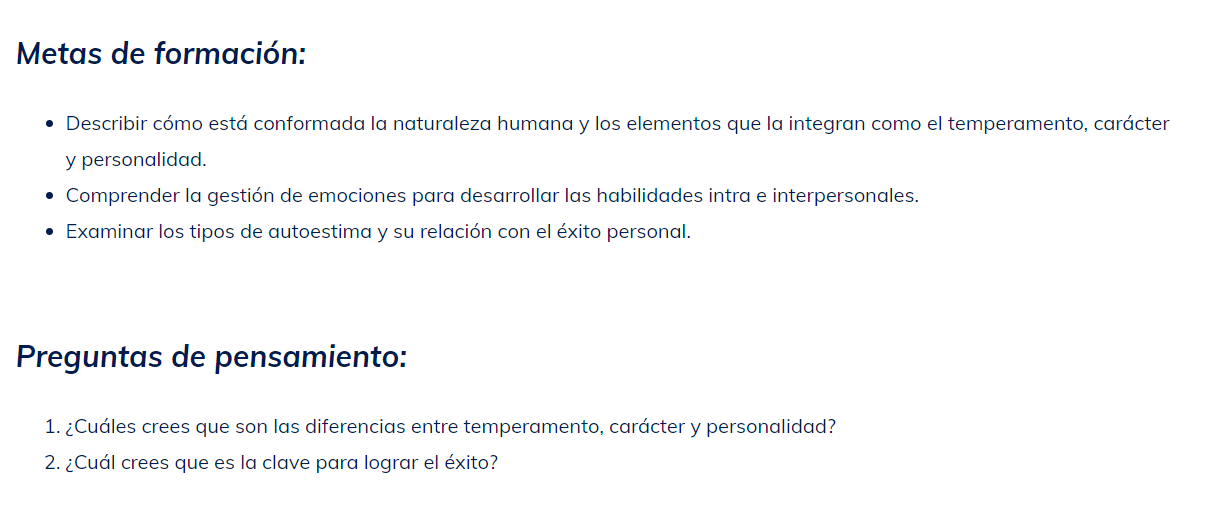 Metas de formación:
• Describir cómo está conformada la naturaleza humana y los elementos que la integran como el temperamento, carácter
y personalidad.
• Comprender la gestión de emociones para desarrollar las habilidades intra e interpersonales.
• Examinar los tipos de autoestima y su relación con el éxito personal.
Preguntas de pensamiento:
1. ¿Cuáles crees que son las diferencias entre temperamento, carácter y personalidad?
2. ¿Cuál crees que es la clave para lograr el éxito?